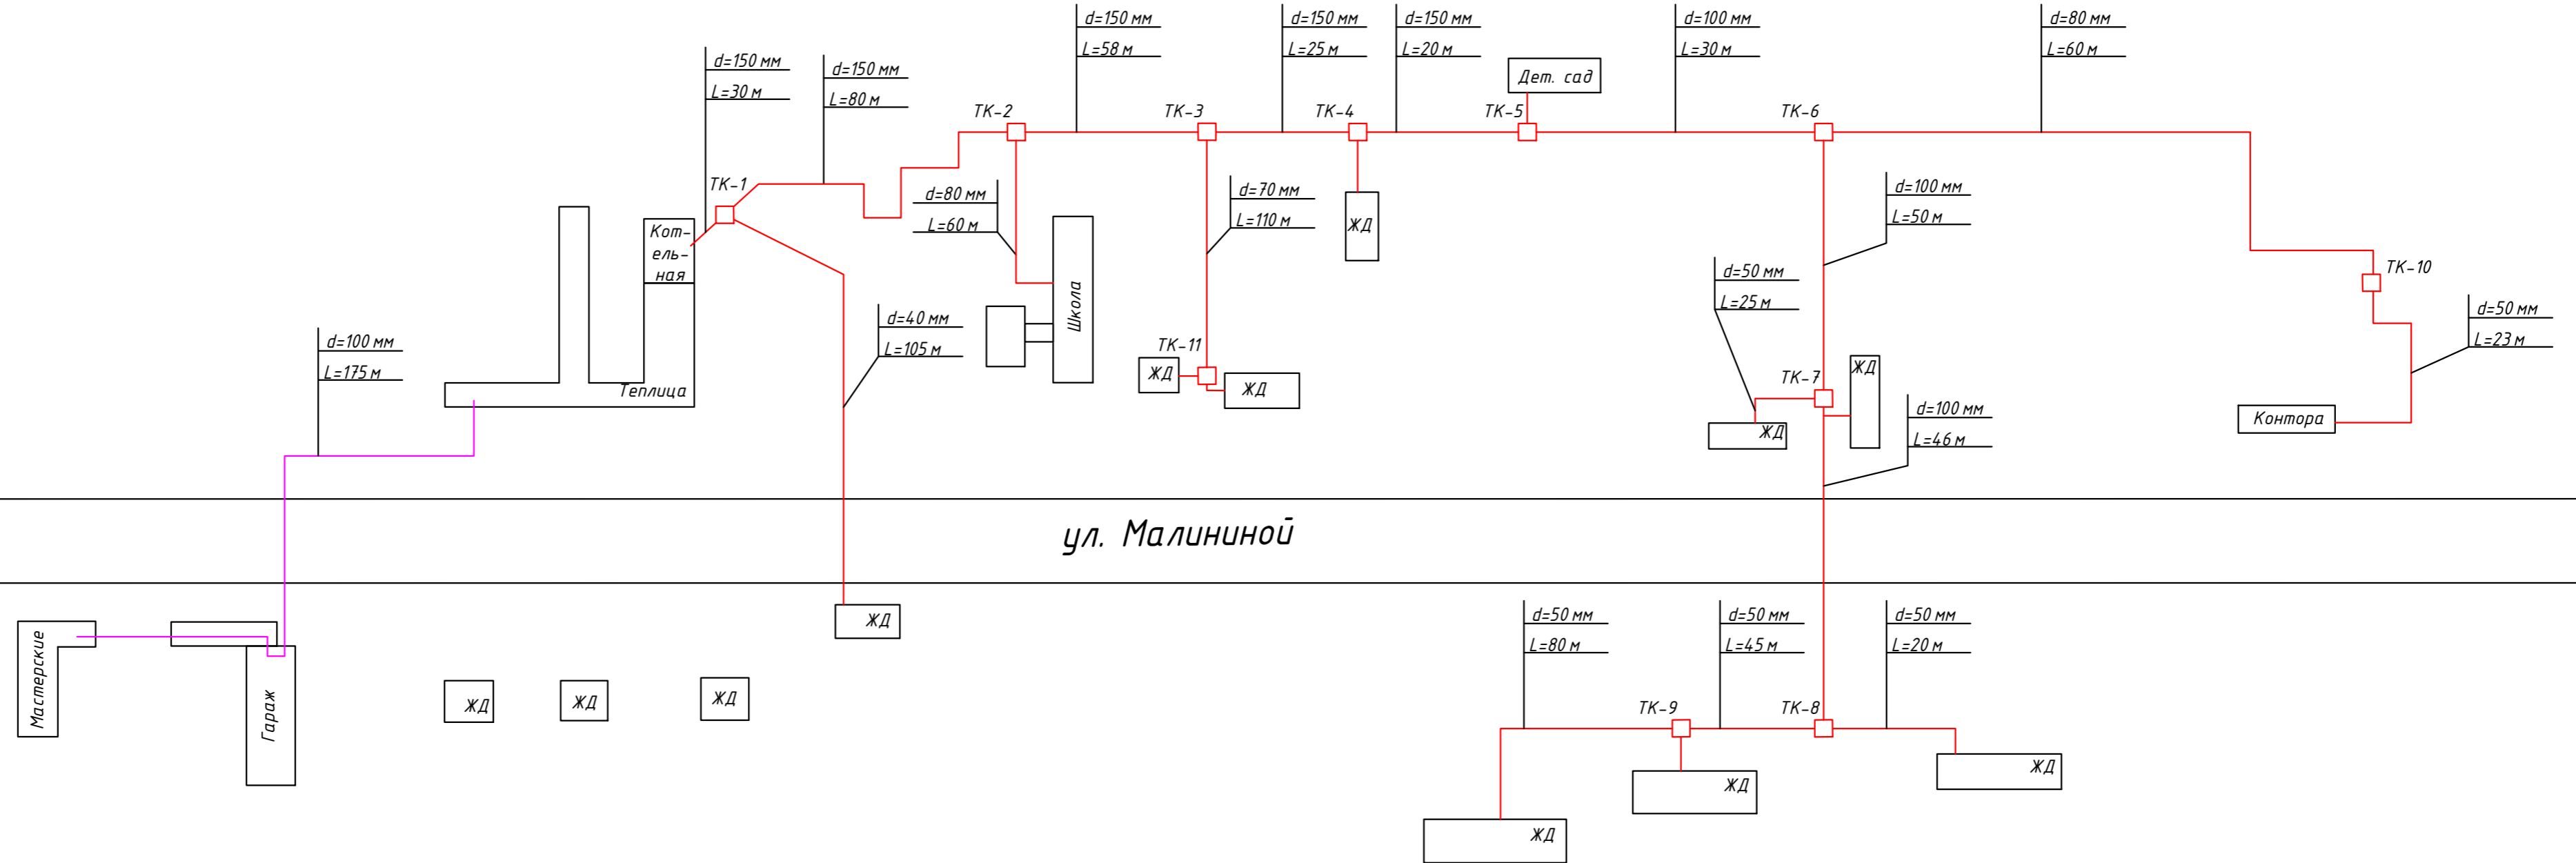 d=150 мм
L=58 м
d=150 мм
L=25 м
d=150 мм
L=20 м
d=100 мм
L=30 м
d=80 мм
L=60 м
d=150 мм
L=30 м
d=150 мм
L=80 м
Дет. сад
ТК-2
ТК-3
ТК-4
ТК-5
ТК-6
ТК-1
d=80 мм
L=60 м
d=70 мм
L=110 м
d=100 мм
L=50 м
Кот-
ель-
ная
ЖД
d=50 мм
L=25 м
ТК-10
Школа
d=40 мм
L=105 м
d=50 мм
L=23 м
d=100 мм
L=175 м
Теплица
ТК-11
ЖД
ЖД
ТК-7
ЖД
ЖД
d=100 мм
L=46 м
Контора
ул. Малининой
Мастерские
Гараж
ЖД
ЖД
ЖД
ЖД
d=50 мм
L=80 м
d=50 мм
L=45 м
d=50 мм
L=20 м
ТК-9
ТК-8
ЖД
ЖД
ЖД